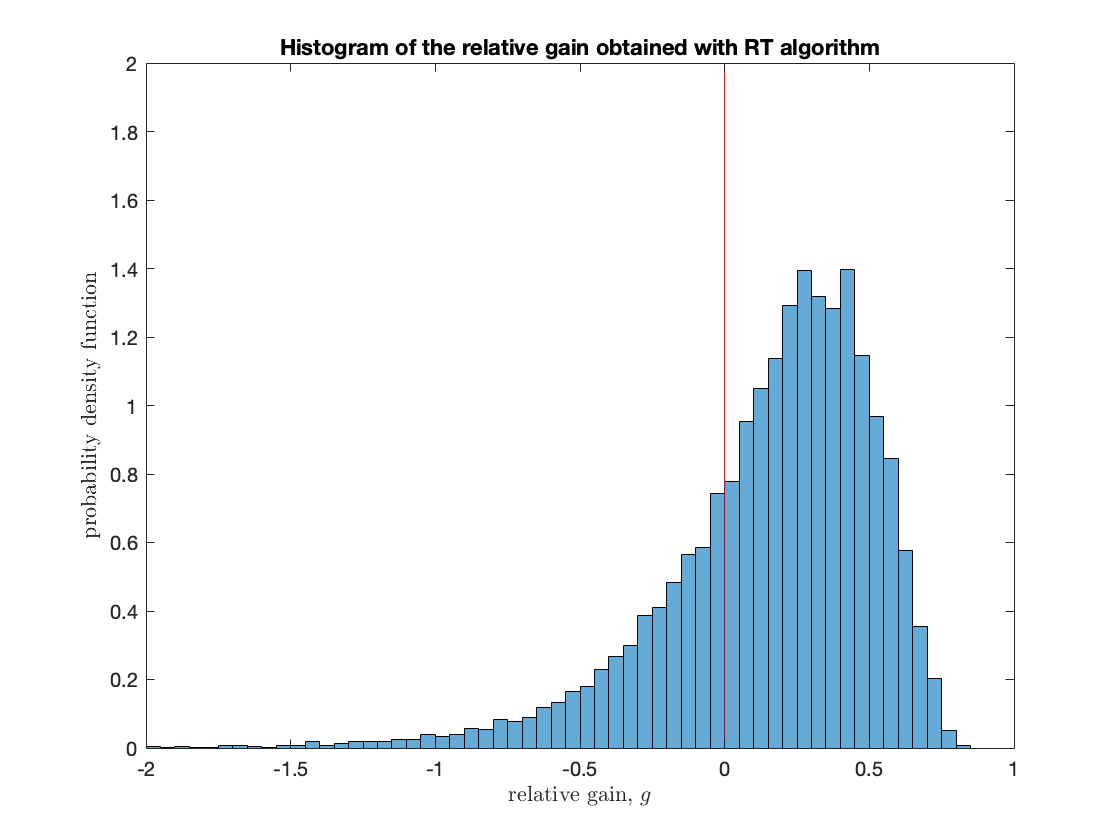 Histogram of the relative gain obtained with RT algorithm
2
1.8
1.6
1.4
1.2
1
0.8
0.6
0.4
0.2
0
probability density function
-2 -1.5 -1 -0.5 0 0.5 1
relative gain, g